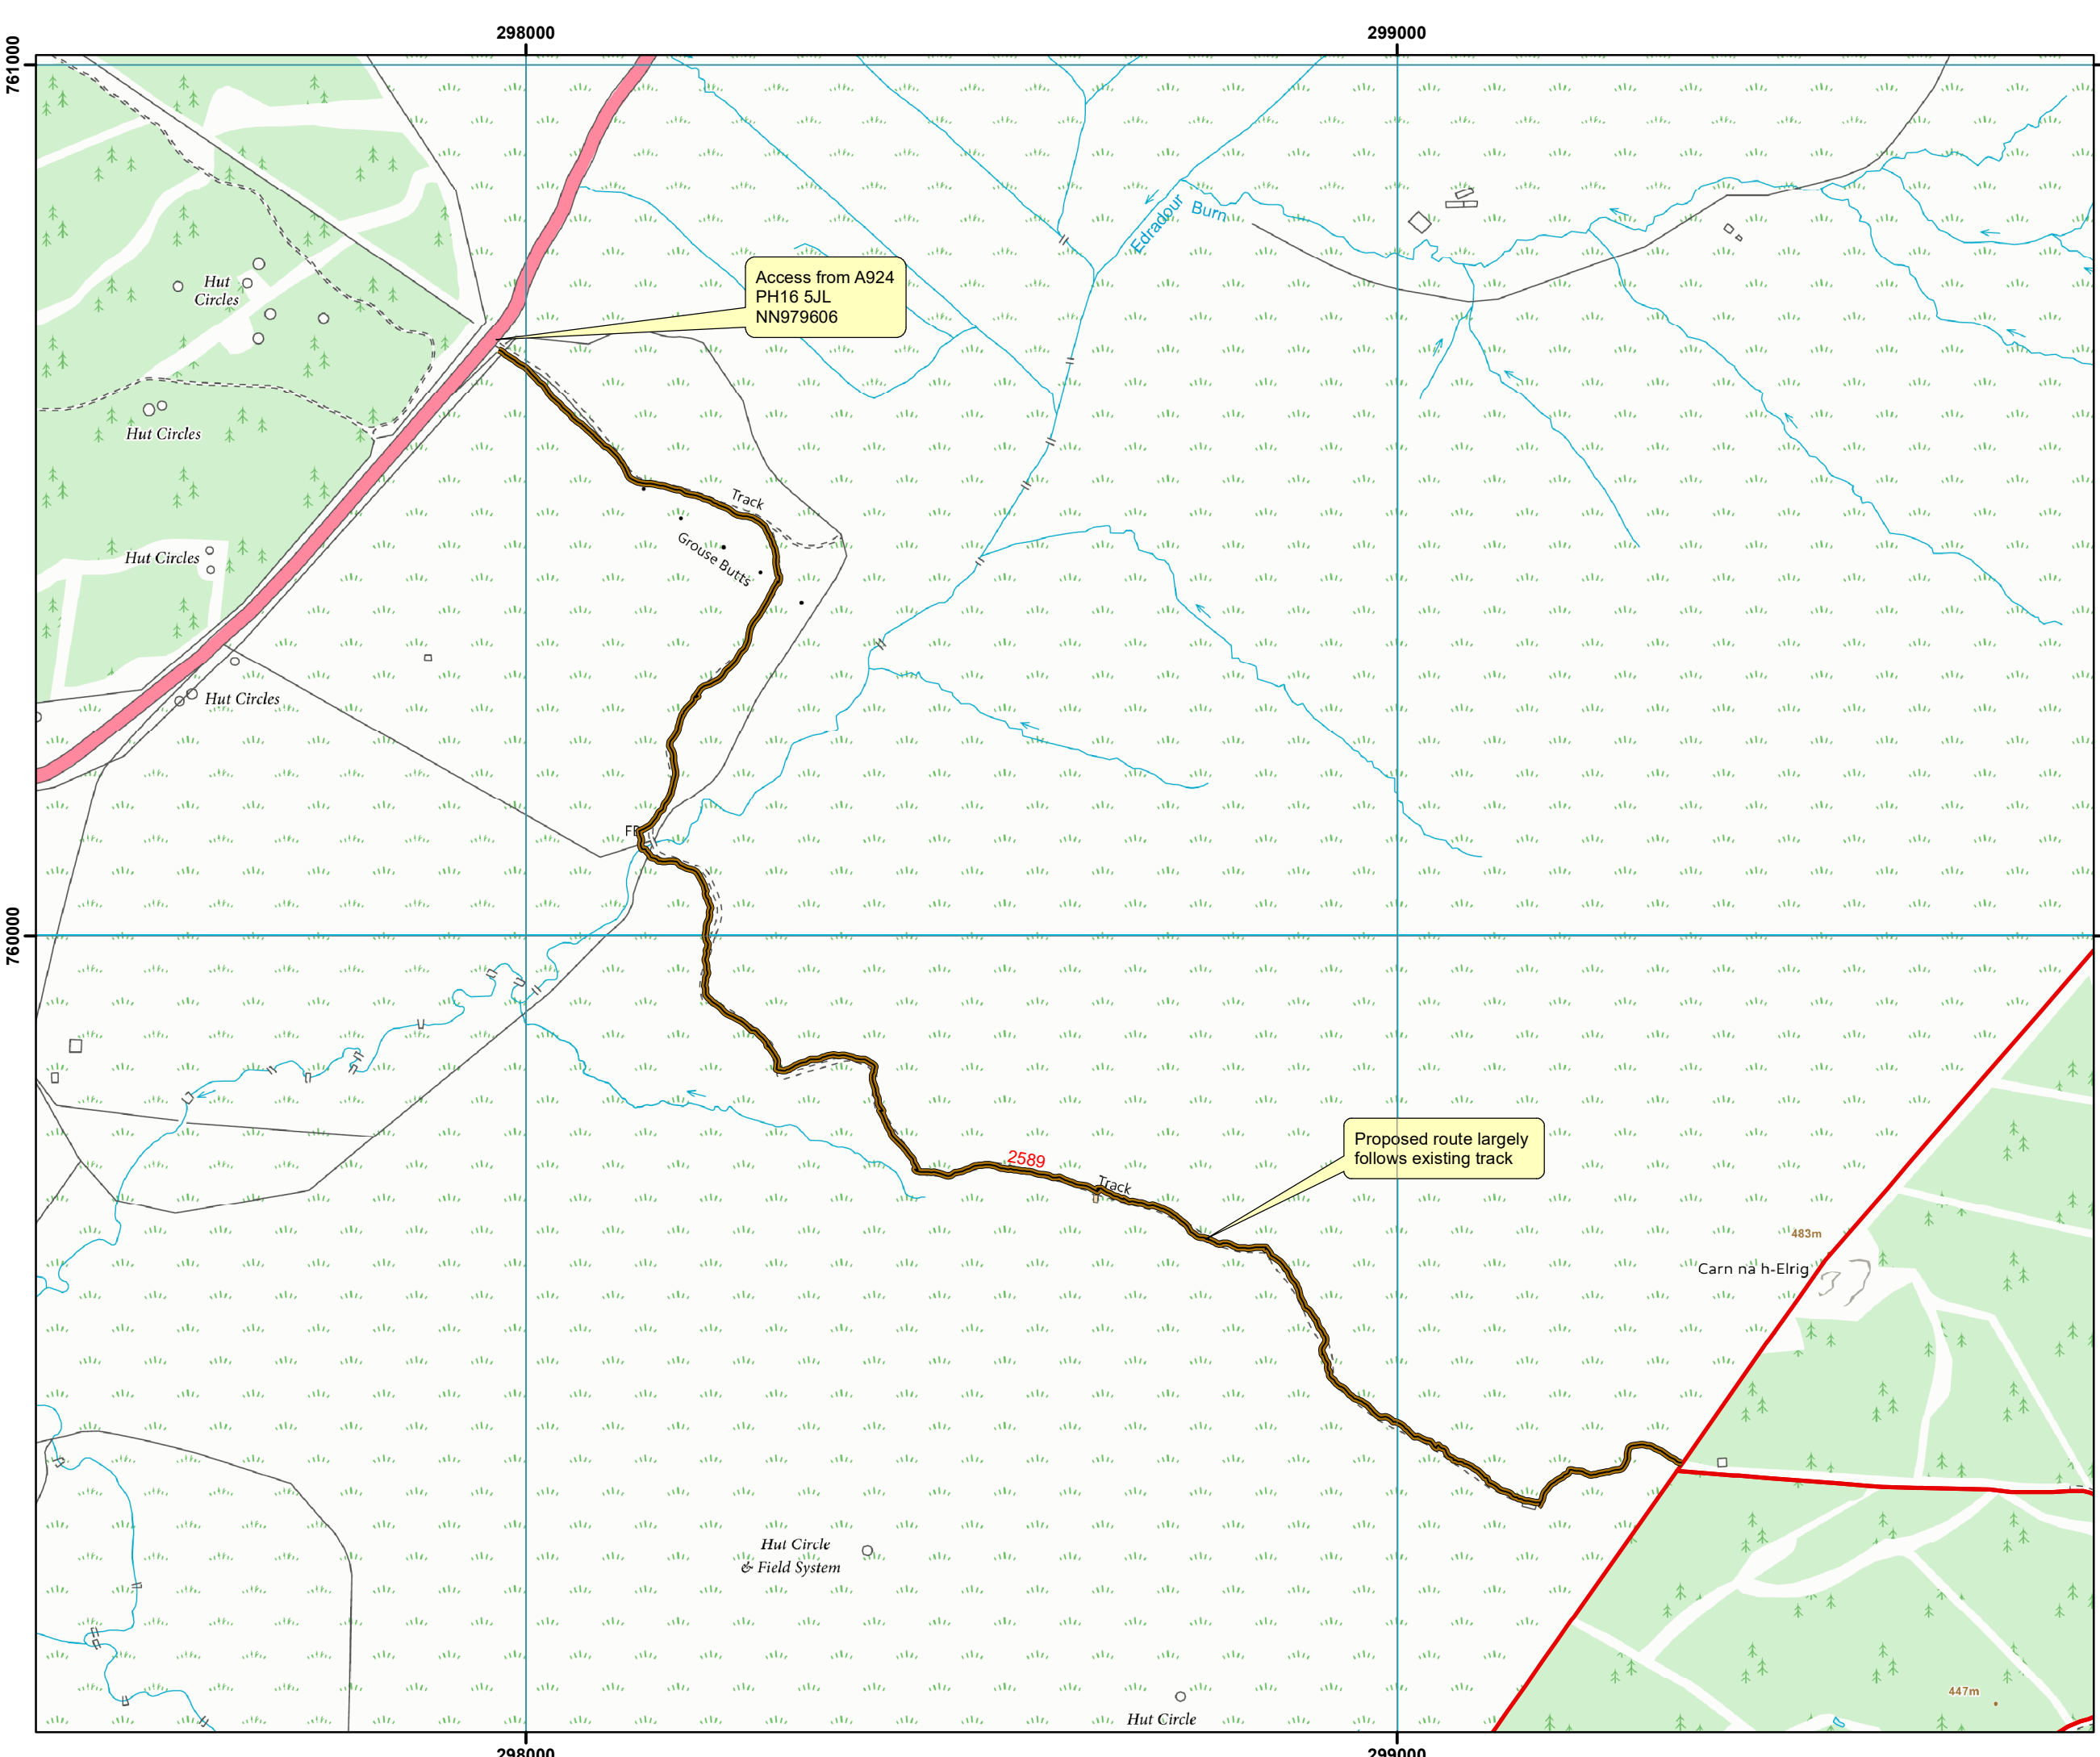 298000
299000
761000
Edradour Burn
Access from A924
PH16 5JL
NN979606
Hut
Circles
Hut Circles
Track
Grouse Butts
Hut Circles
Hut Circles
760000
2589
Proposed route largely
follows existing track
Track
483m
Carn na h-Elrig
Hut Circle
& Field System
447m
Hut Circle
298000
299000